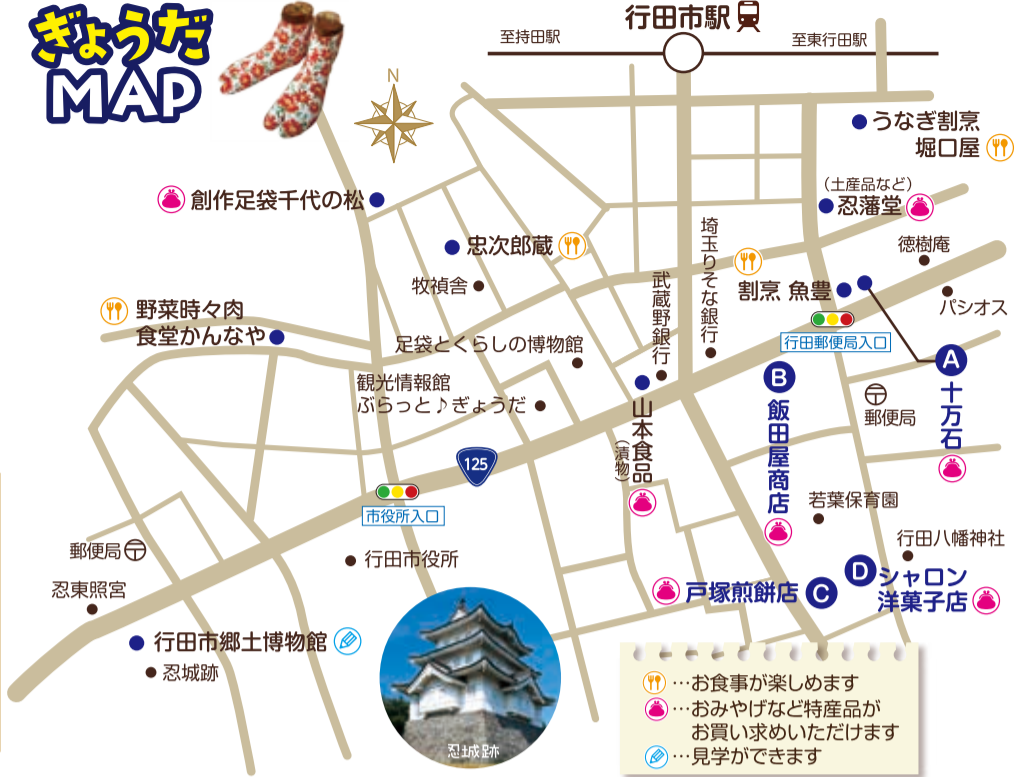 ぎょうだ
MAP
行田市駅
至持田駅
至東行田駅
N
うなぎ割烹
堀口屋
創作足袋千代の松
（土産品など）
忍藩堂
忠次郎蔵
徳樹庵
牧禎舎
武蔵野銀行
埼玉りそな銀行
割烹 魚豊
パシオス
野菜時々肉
食堂かんなや
行田郵便局入口
足袋とくらしの博物館
A
十万石
B
飯田屋商店
観光情報館
ぶらっと♪ぎょうだ
山本食品
（漬物）
〒
郵便局
125
市役所入口
若葉保育園
郵便局〒
行田市役所
行田八幡神社
忍東照宮
戸塚煎餅店 C
D シャロン
洋菓子店
行田市郷土博物館
忍城跡
忍城跡
…お食事が楽しめます
…おみやげなど特産品が
お買い求めいただけます
…見学ができます